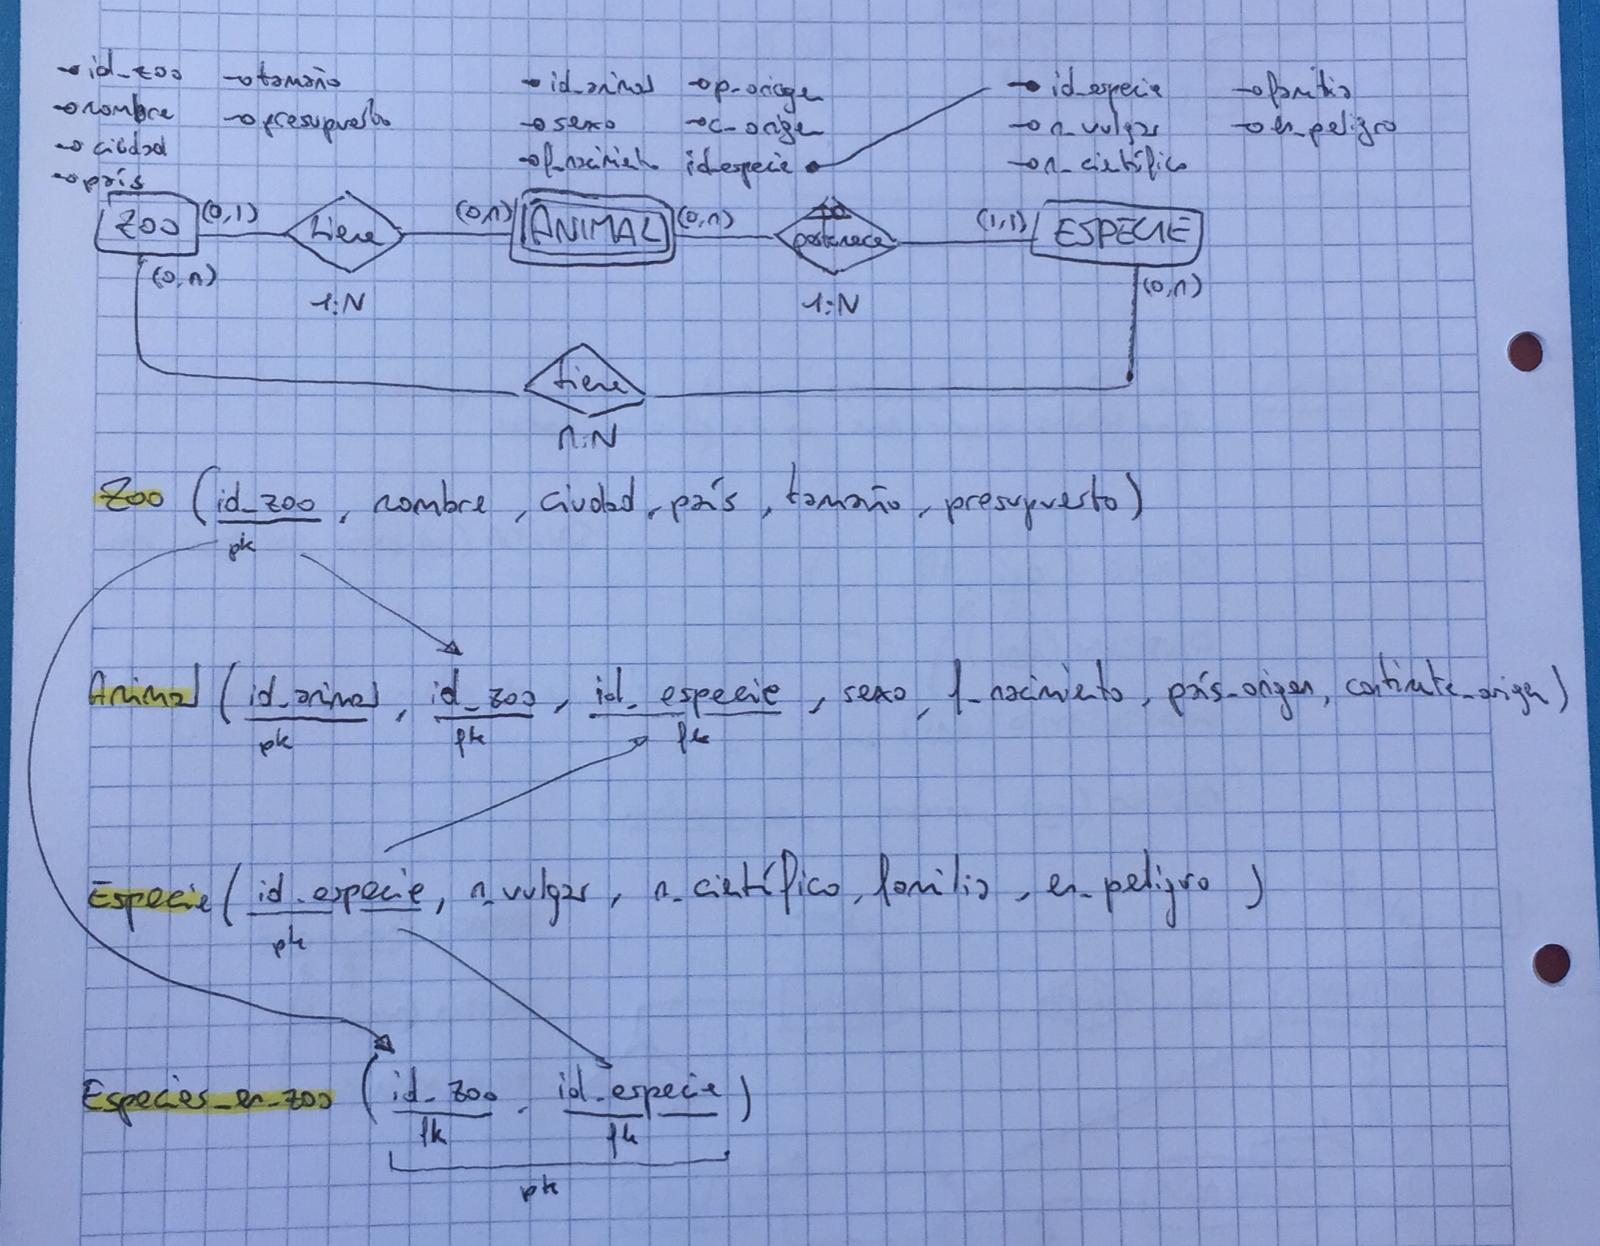 id_zoo tamaño id_animal p_origen id_especie familia
nombre presupuesto sexo c_origen n_vulgar en_peligro
ciudad f_nacimiento id_especie n_científico
país
ZOO (0,1) tiene (0,n) ANIMAL (0,n) pertenece (1,1) ESPECIE
(0,n) 1:N 1:N (0,n)
tiene
N:N
Zoo (id_zoo, nombre, ciudad, país, tamaño, presupuesto)
pk
Animal (id_animal, id_zoo, id_especie, sexo, f_nacimiento, país_origen, continente_origen)
pk fk fk
Especie (id_especie, n_vulgar, n_científico, familia, en_peligro)
pk
Especies_en_zoo (id_zoo, id_especie)
fk fk
pk